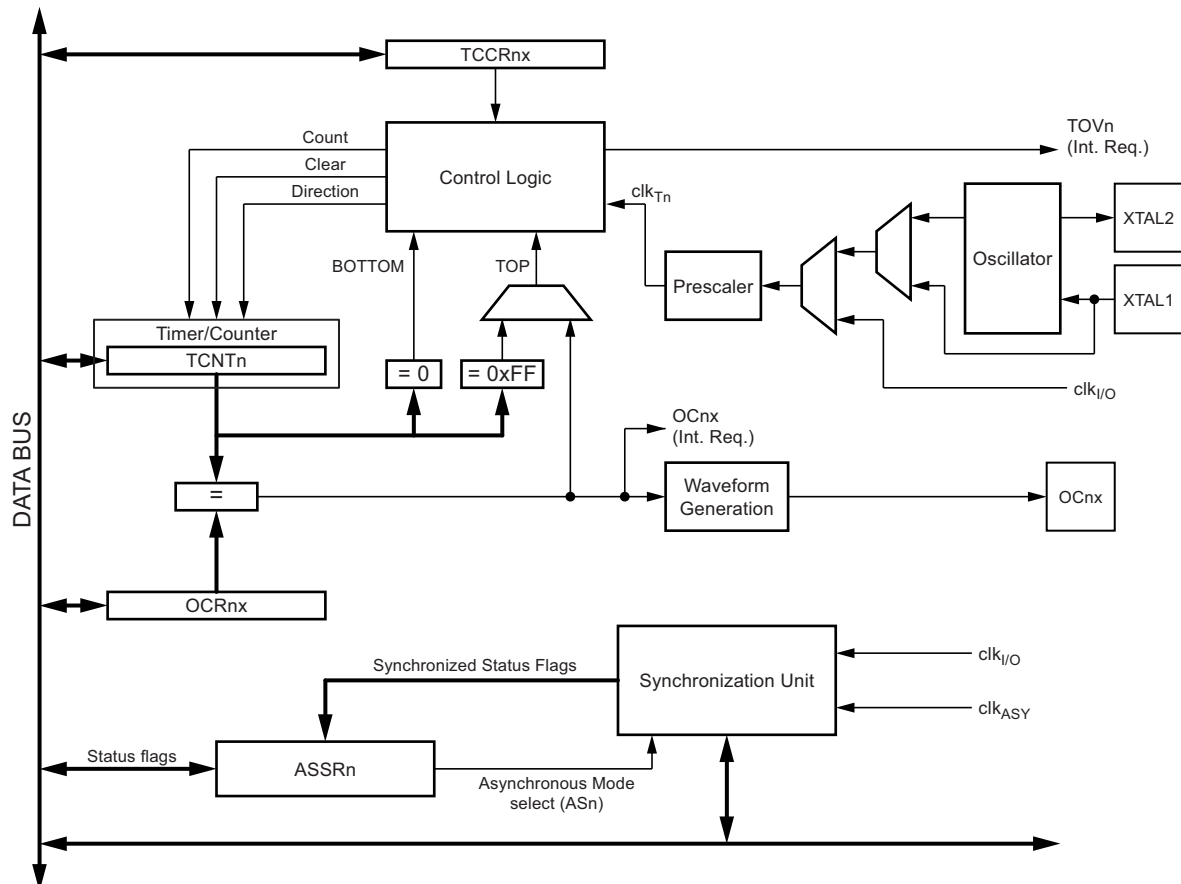 TCCRnx
Count
Clear
Direction
Control Logic
TOVn
(Int. Req.)
clkTn
XTAL2
Oscillator
XTAL1
BOTTOM
TOP
Prescaler
Timer/Counter
TCNTn
= 0
= 0xFF
clkI/O
DATA BUS
OCnx
(Int. Req.)
=
Waveform
Generation
OCnx
OCRnx
Synchronized Status Flags
Synchronization Unit
clkI/O
clkASY
Status flags
ASSRn
Asynchronous Mode
select (ASn)